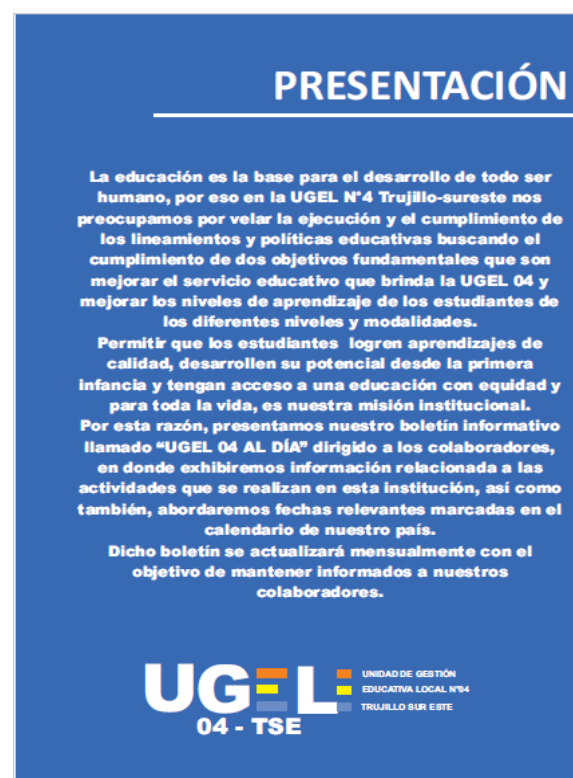 PRESENTACIÓN
La educación es la base para el desarrollo de todo ser
humano, por eso en la UGEL N°4 Trujillo-sureste nos
preocupamos por velar la ejecución y el cumplimiento de
los lineamientos y políticas educativas buscando el
cumplimiento de dos objetivos fundamentales que son
mejorar el servicio educativo que brinda la UGEL 04 y
mejorar los niveles de aprendizaje de los estudiantes de
los diferentes niveles y modalidades.
Permitir que los estudiantes  logren aprendizajes de
calidad, desarrollen su potencial desde la primera
infancia y tengan acceso a una educación con equidad y
para toda la vida, es nuestra misión institucional.
Por esta razón, presentamos nuestro boletín informativo
llamado “UGEL 04 AL DÍA” dirigido a los colaboradores,
en donde exhibiremos información relacionada a las
actividades que se realizan en esta institución, así como
también, abordaremos fechas relevantes marcadas en el
calendario de nuestro país.
Dicho boletín se actualizará mensualmente con el
objetivo de mantener informados a nuestros
colaboradores.
UGEL
04 - TSE
UNIDAD DE GESTIÓN
EDUCATIVA LOCAL N°04
TRUJILLO SUR ESTE